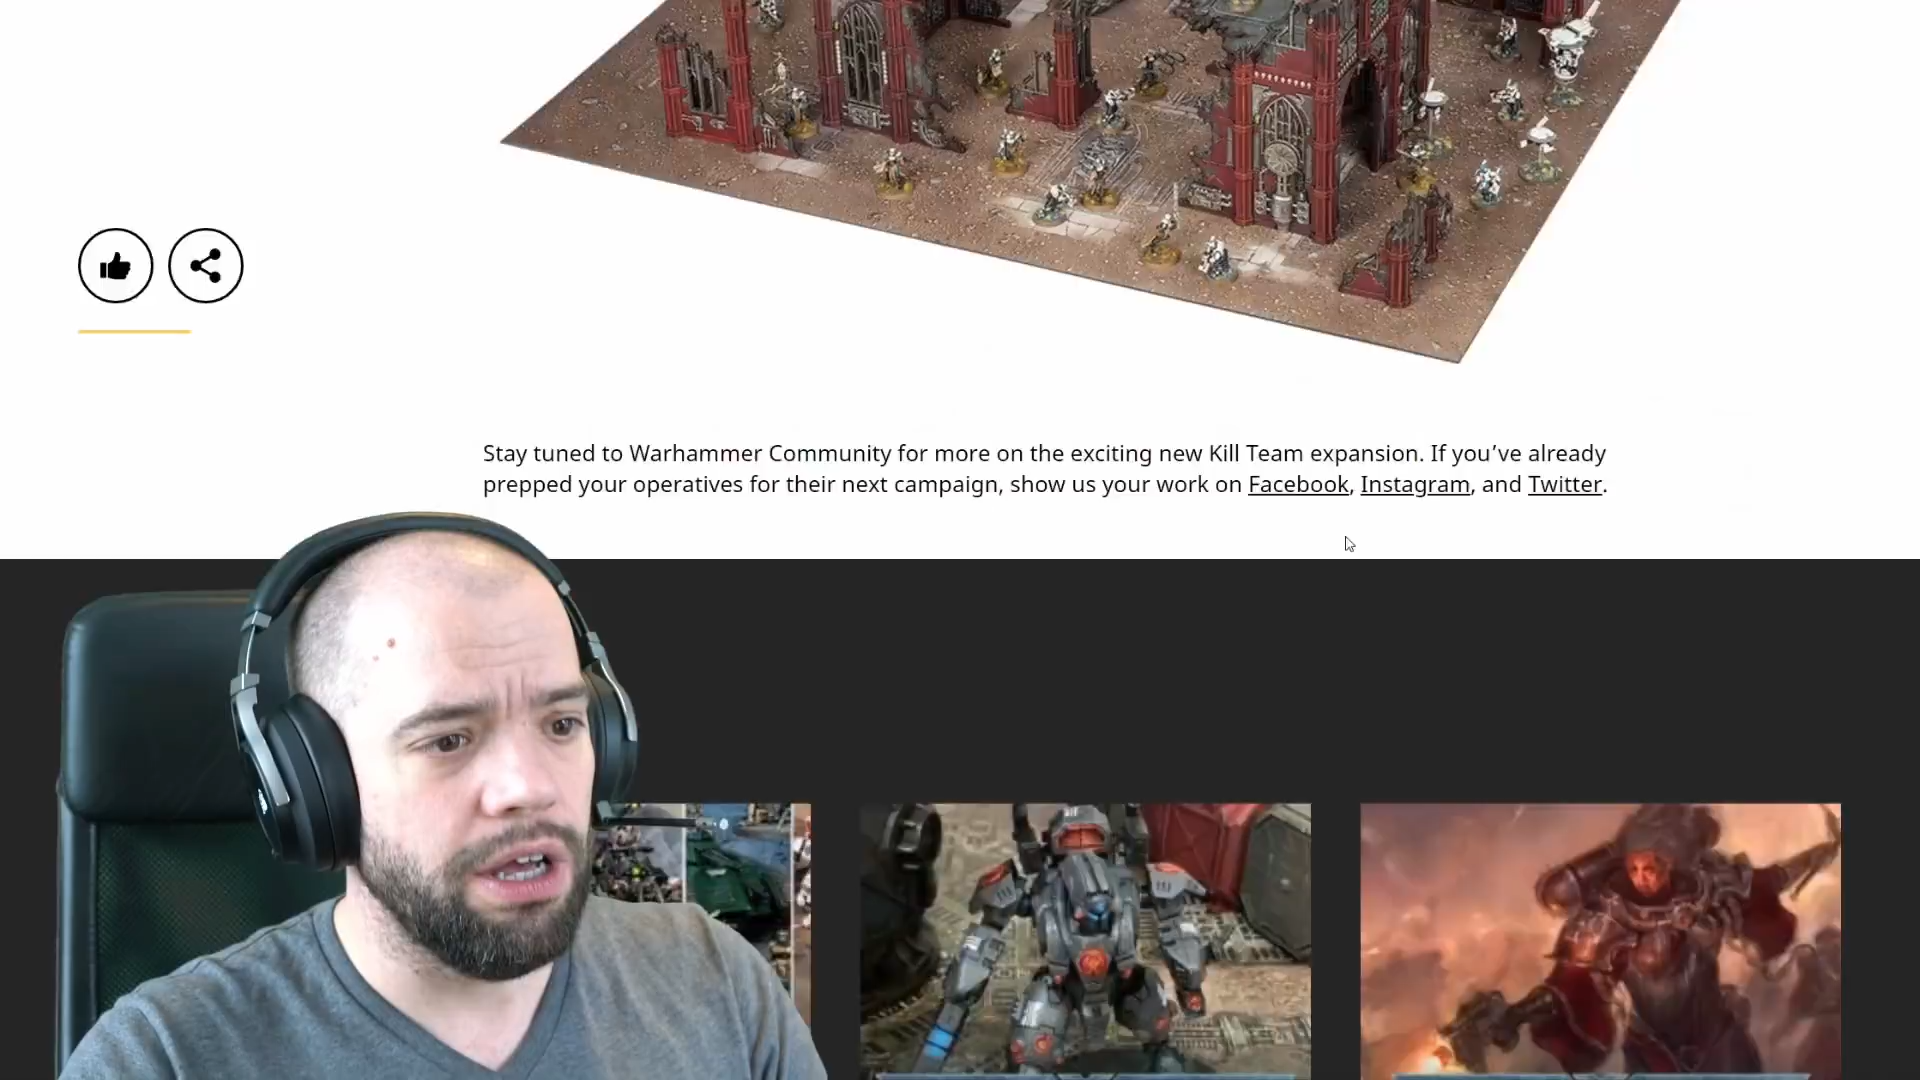 Stay tuned to Warhammer Community for more on the exciting new Kill Team expansion. If you’ve already
prepped your operatives for their next campaign, show us your work on Facebook, Instagram, and Twitter.